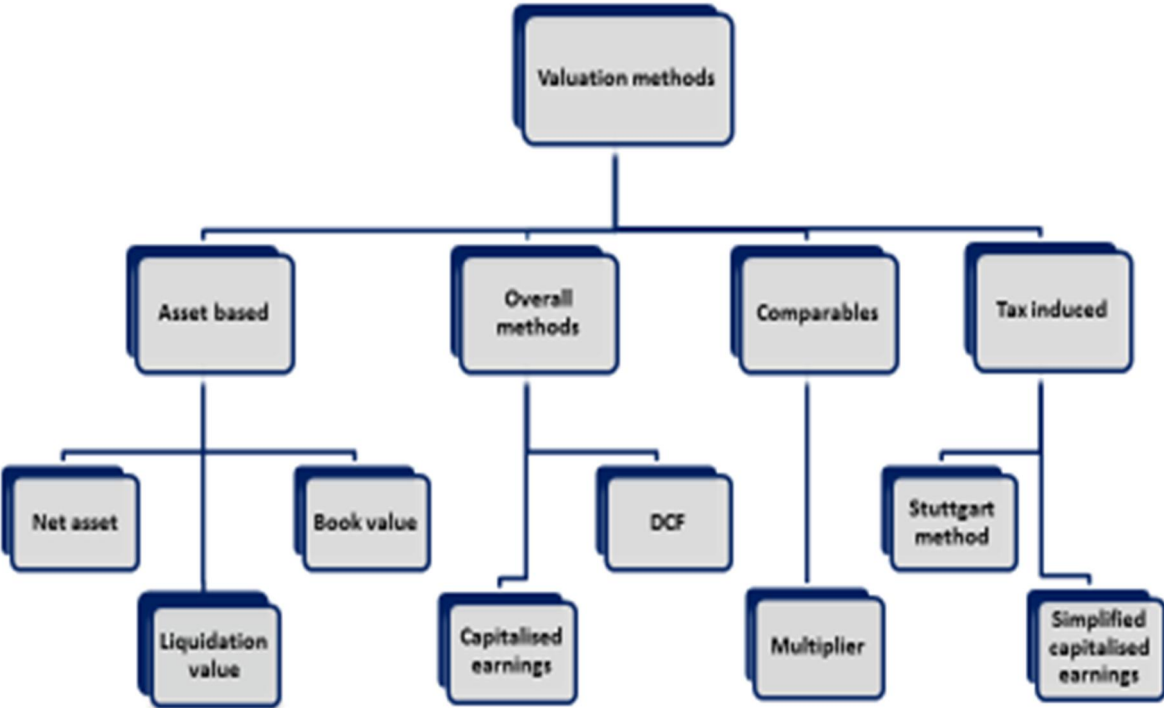 Valuation methods
Asset based
Overall
methods
Comparables
Tax induced
Net asset
Book value
DCF
Stuttgart
method
Liquidation
value
Capitalised
earnings
Multiplier
Simplified
capitalised
earnings